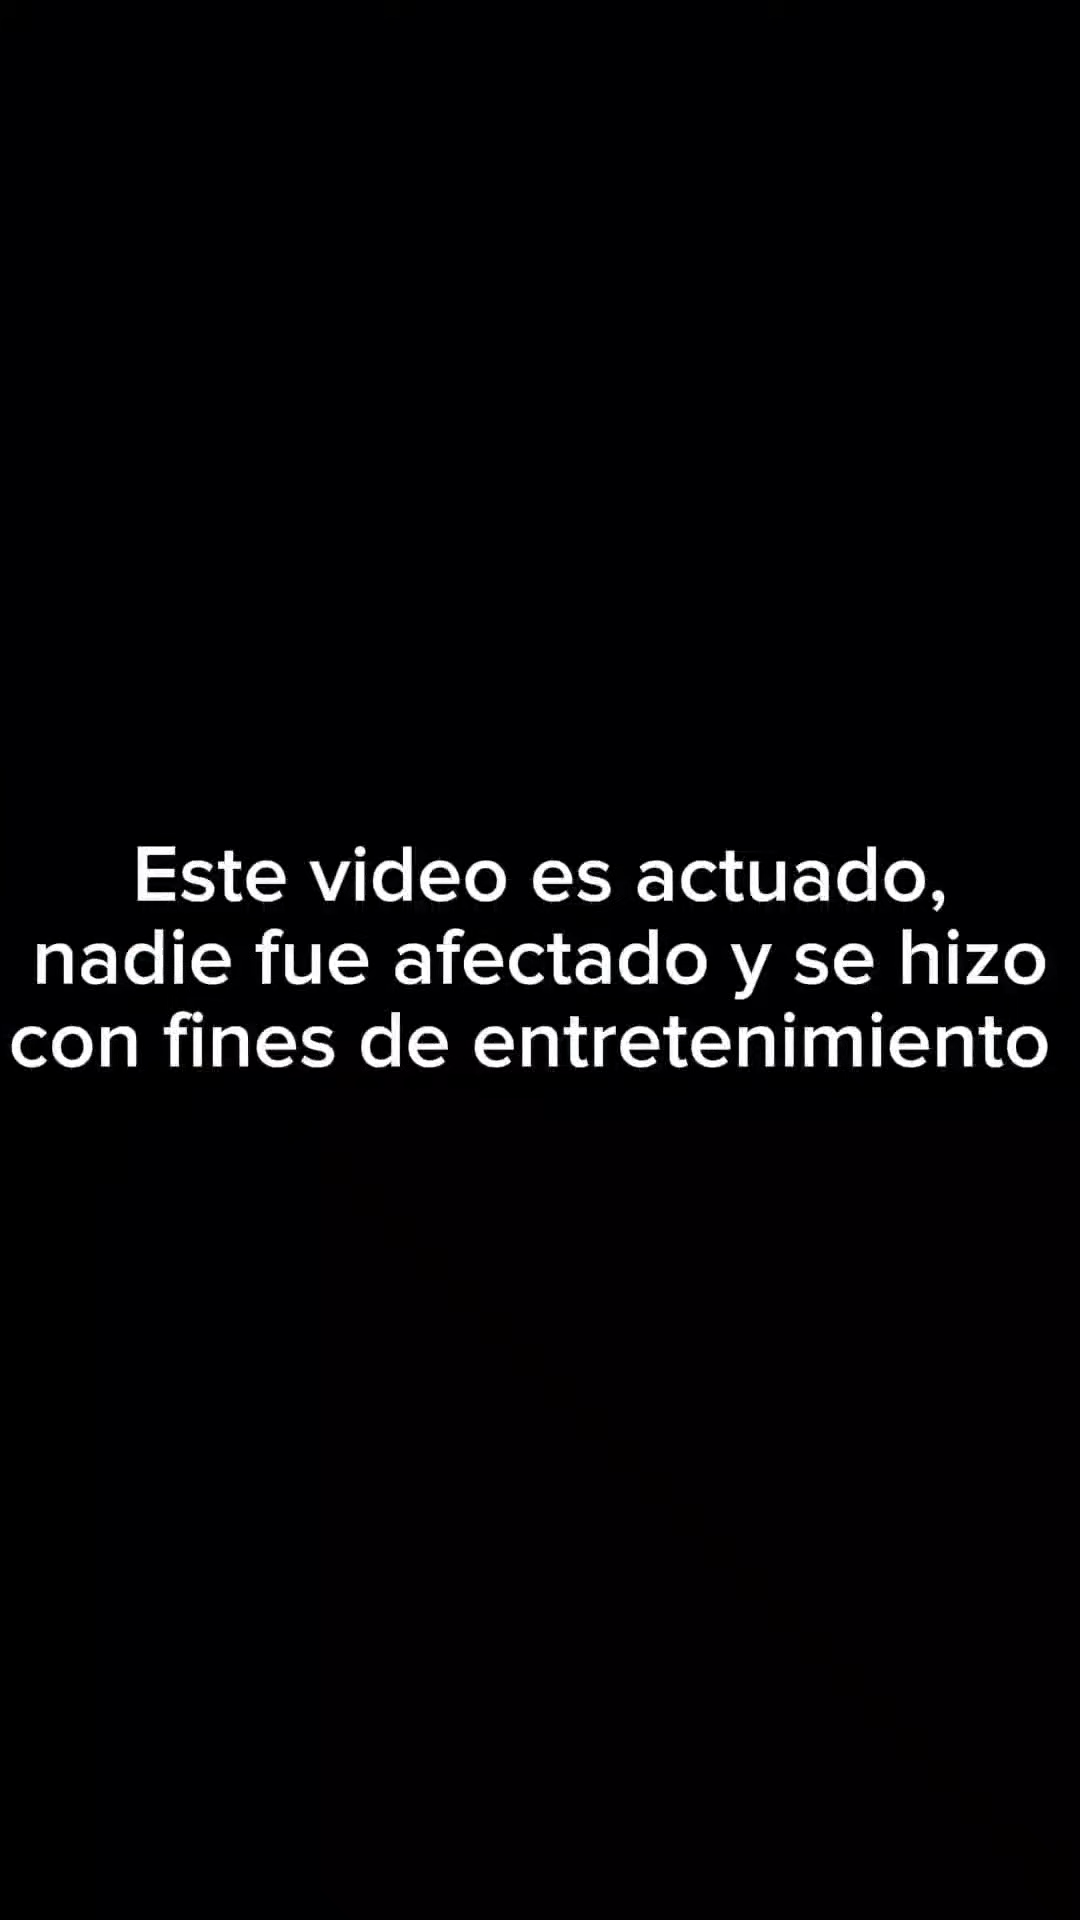 Este video es actuado,
nadie fue afectado y se hizo
con fines de entretenimiento